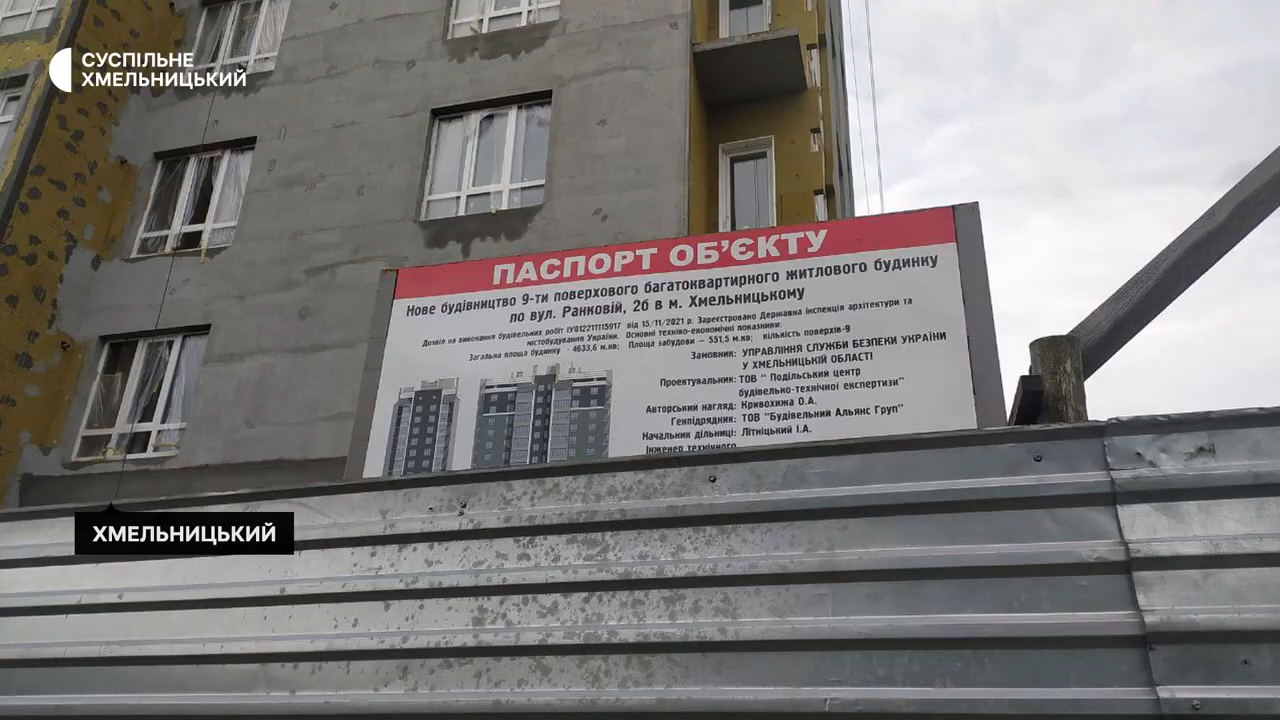 СУСПІЛЬНЕ
ХМЕЛЬНИЦЬКИЙ
ПАСПОРТ ОБ’ЄКТУ
Нове будівництво 9-ти поверхового багатоквартирного житлового будинку
по вул. Ранковій, 2б в м. Хмельницькому
Дозвіл на виконання будівельних робіт ІУ012211115917 від 15/11/2021 р. Зареєстровано Державна інспекція архітектури та
містобудування України. Основні техніко-економічні показники:
Загальна площа будинку - 4633,6 м.кв; Площа забудови – 551,5 м.кв; кількість поверхів-9
Замовник: УПРАВЛІННЯ СЛУЖБИ БЕЗПЕКИ УКРАЇНИ
У ХМЕЛЬНИЦЬКІЙ ОБЛАСТІ
Проектувальник: ТОВ " Подільський центр
будівельно-технічної експертизи"
Авторський нагляд: Кривохижа О.А.
Генпідрядник: ТОВ "Будівельний Альянс Груп"
Начальник дільниці: Літніцький І.А.
Інженер технічного
ХМЕЛЬНИЦЬКИЙ